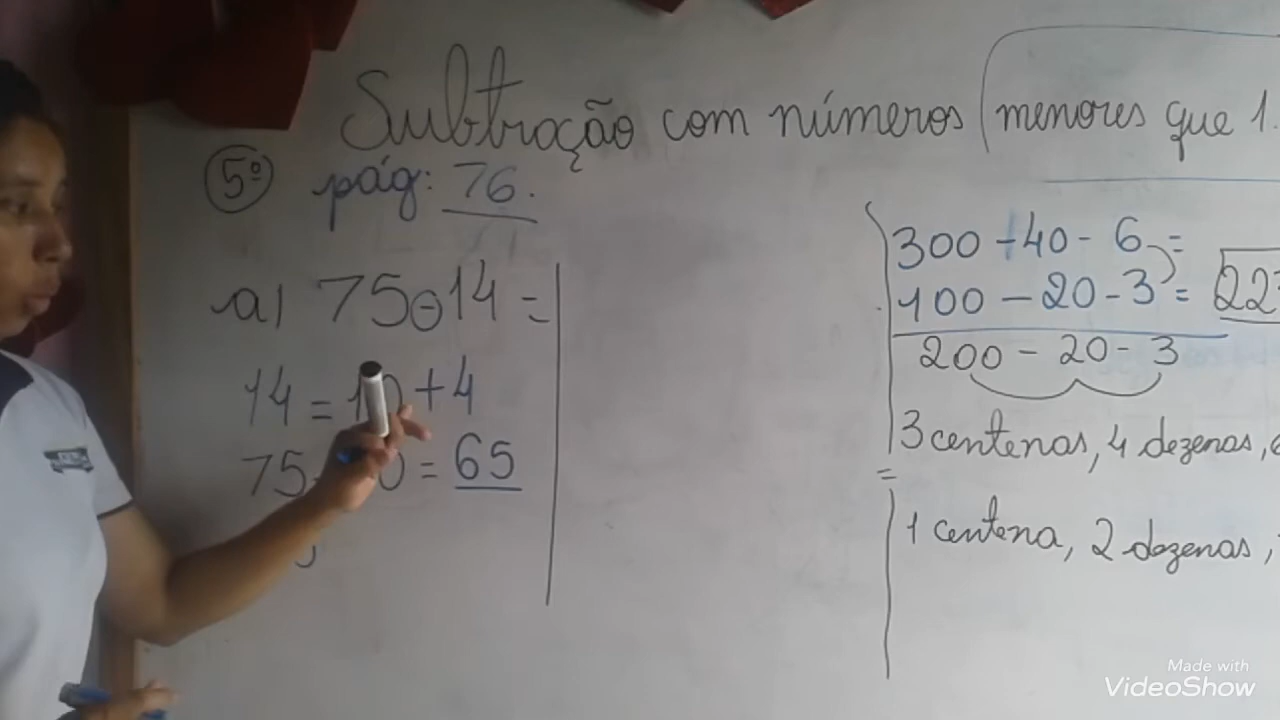 Subtração com números menores que 1.
5º pág: 76.
a) 75 - 14 =
14 = 10 + 4
75 - 10 = 65
300 - 40 - 6 =
100 - 20 - 3 = 22
200 - 20 - 3
3 centenas, 4 dezenas,
=
1 centena, 2 dezenas,
Made with
VideoShow